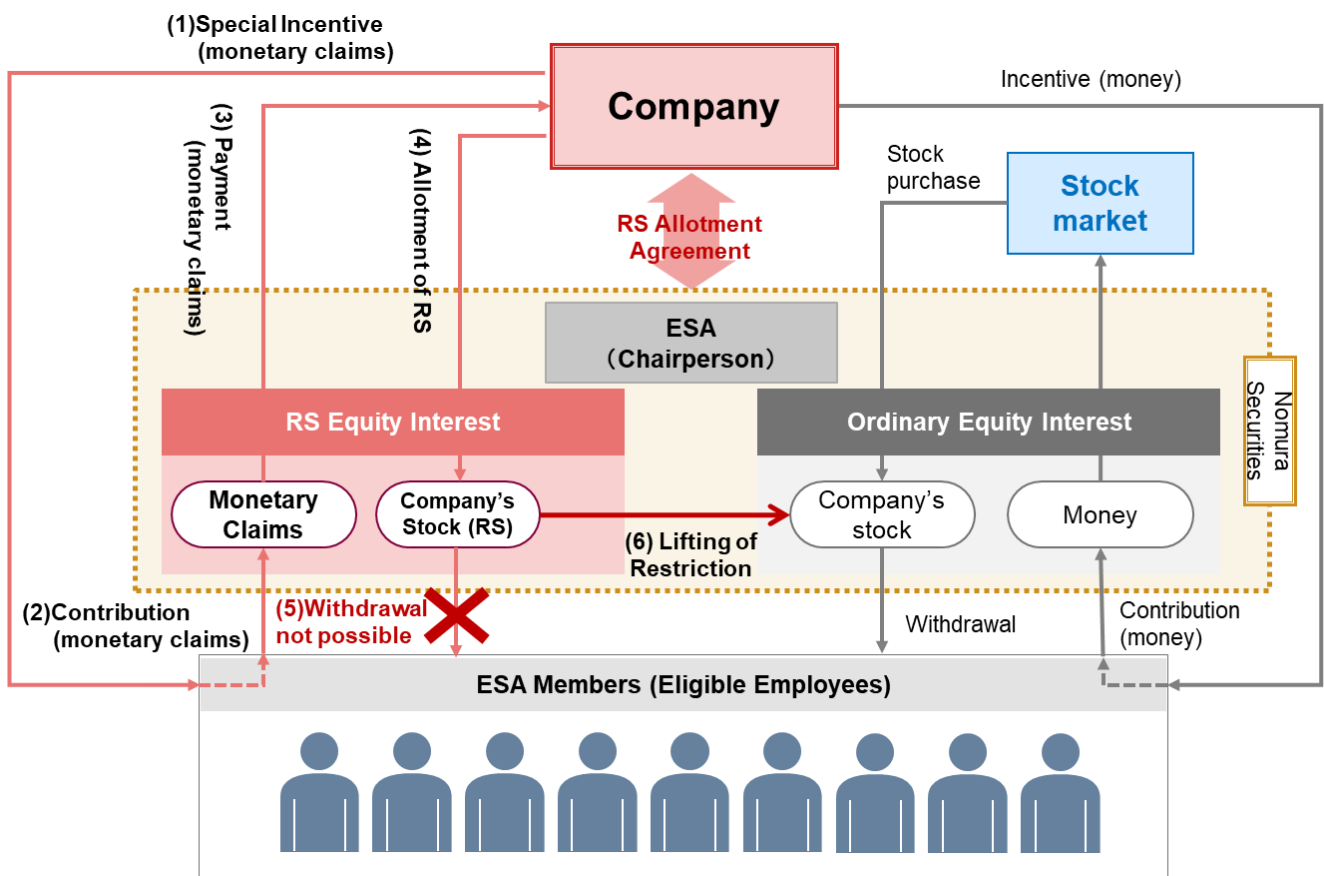 (1)Special Incentive
(monetary claims)
Company
Incentive (money)
(3) Payment
(monetary claims)
(4) Allotment of RS
Stock
purchase
Stock
market
RS Allotment
Agreement
ESA
（Chairperson）
Nomura
Securities
RS Equity Interest
Ordinary Equity Interest
Monetary
Claims
Company’s
Stock (RS)
Company’s
stock
Money
(6) Lifting of
Restriction
(2)Contribution
(monetary claims)
(5)Withdrawal
not possible
Withdrawal
Contribution
(money)
ESA Members (Eligible Employees)